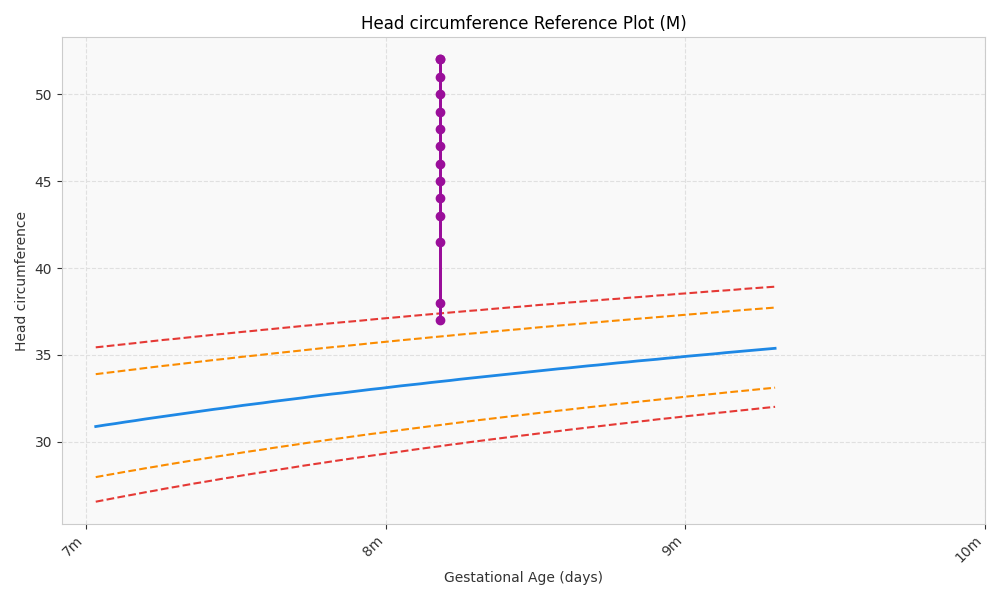 Head circumference Reference Plot (M)
50
45
40
35
30
Head circumference
7m
8m
9m
10m
Gestational Age (days)